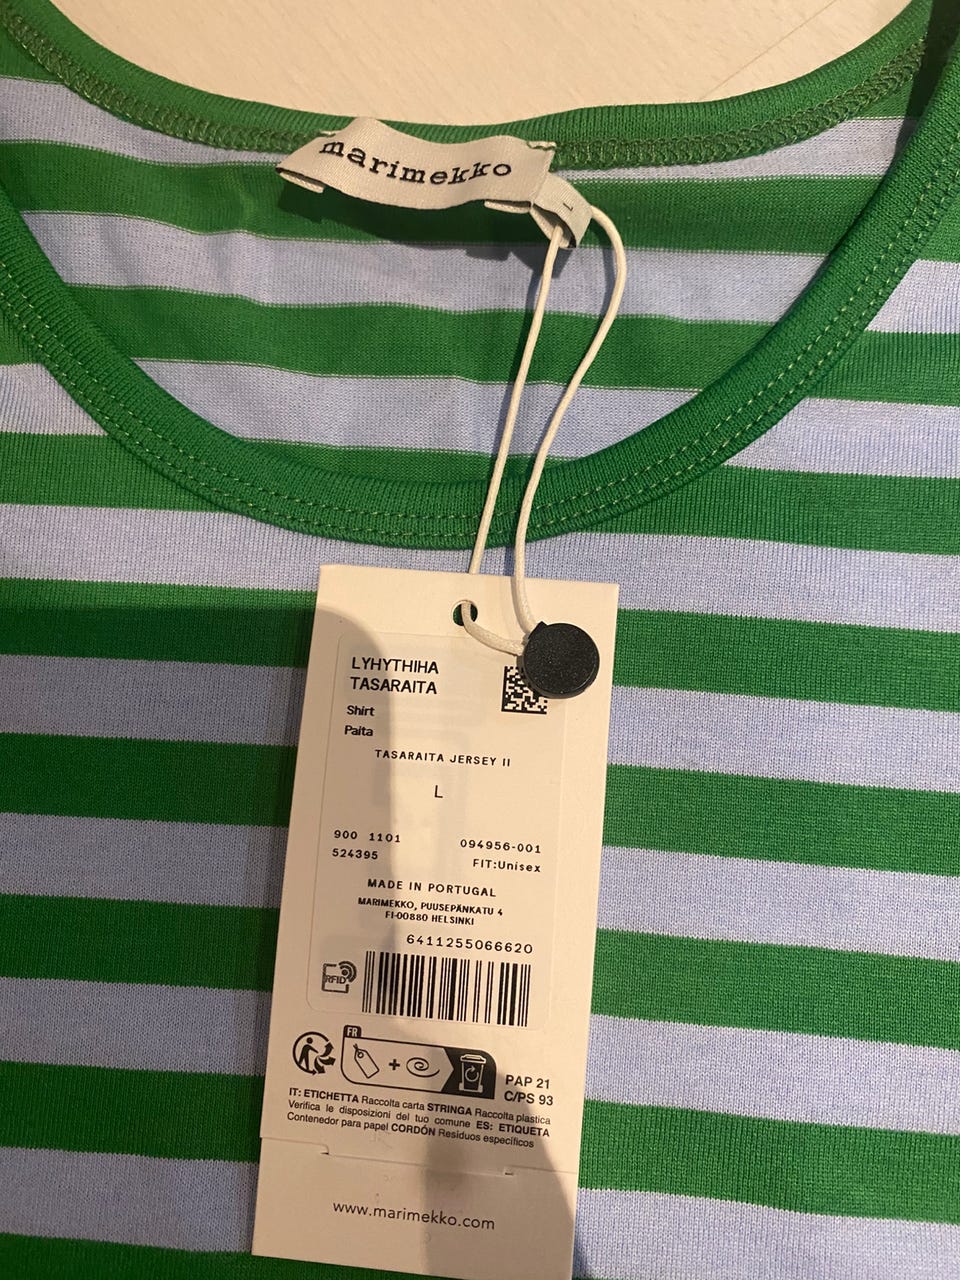 marimekko
L
LYHYTHIHA
TASARAITA
Shirt
Paita
TASARAITA JERSEY II
L
900 1101 094956-001
524395 FIT:Unisex
MADE IN PORTUGAL
MARIMEKKO, PUUSEPÄNKATU 4
FI-00880 HELSINKI
6411255066620
RFID
FR
PAP 21
C/PS 93
IT: ETICHETTA Raccolta carta STRINGA Raccolta plastica
Verifica le disposizioni del tuo comune ES: ETIQUETA
Contenedor para papel CORDÓN Residuos específicos
www.marimekko.com